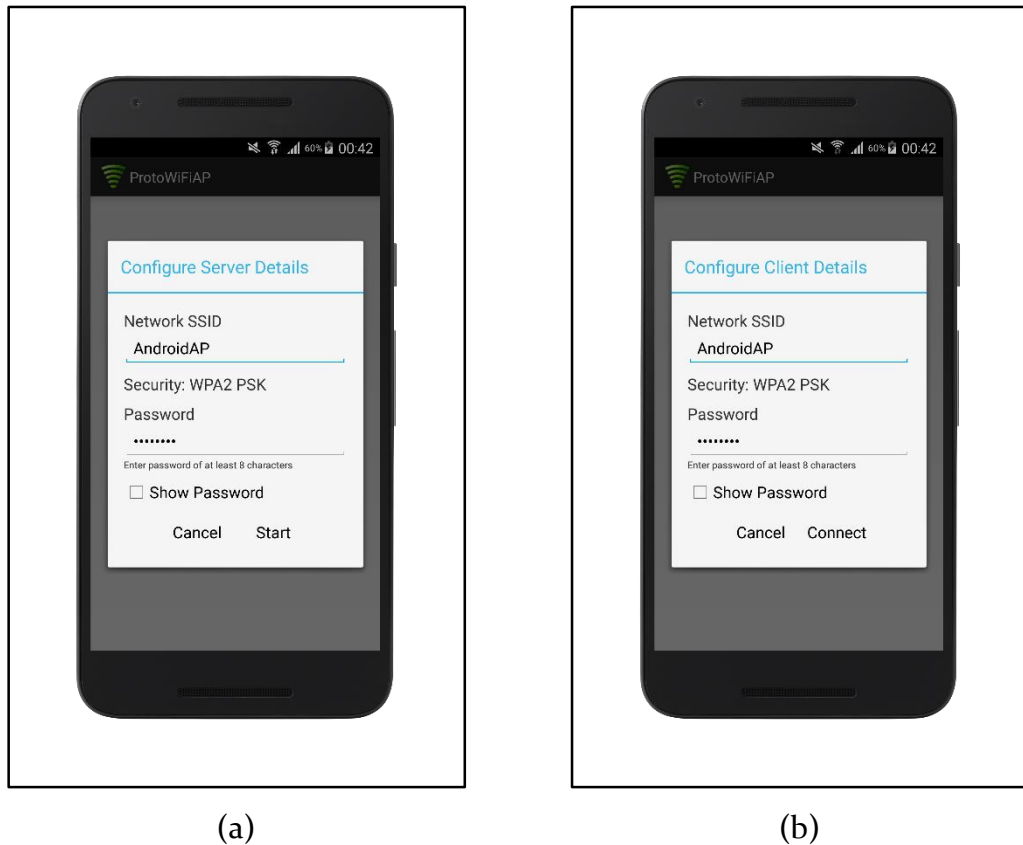 60% 00:42
ProtoWiFiAP
Configure Server Details
Network SSID
AndroidAP
Security: WPA2 PSK
Password
••••••••
Enter password of at least 8 characters
Show Password
Cancel Start
(a)
60% 00:42
ProtoWiFiAP
Configure Client Details
Network SSID
AndroidAP
Security: WPA2 PSK
Password
••••••••
Enter password of at least 8 characters
Show Password
Cancel Connect
(b)